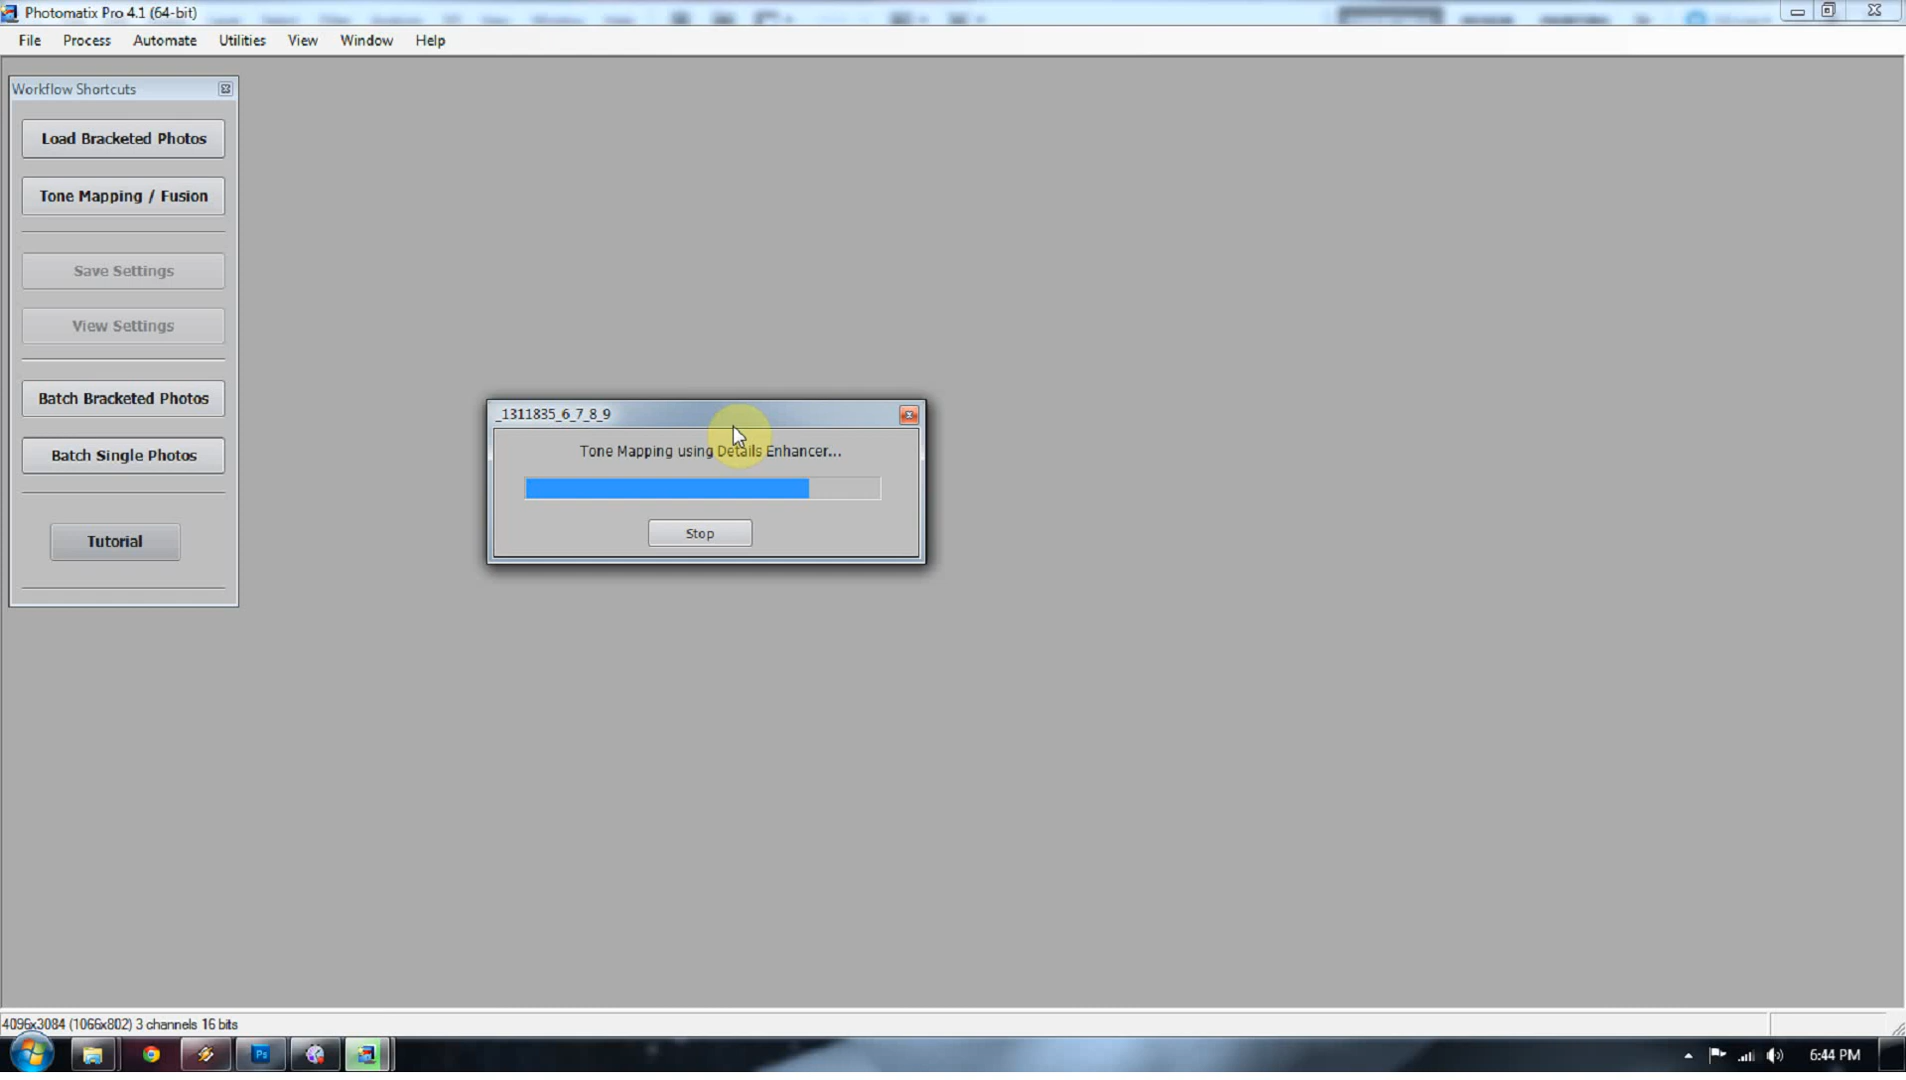 Photomatix Pro 4.1 (64-bit)
File Process Automate Utilities View Window Help
Workflow Shortcuts
Load Bracketed Photos
Tone Mapping / Fusion
Save Settings
View Settings
Batch Bracketed Photos
Batch Single Photos
Tutorial
_1311835_6_7_8_9
Tone Mapping using Details Enhancer...
Stop
4096x3084 (1066x802) 3 channels 16 bits
Ps
6:44 PM